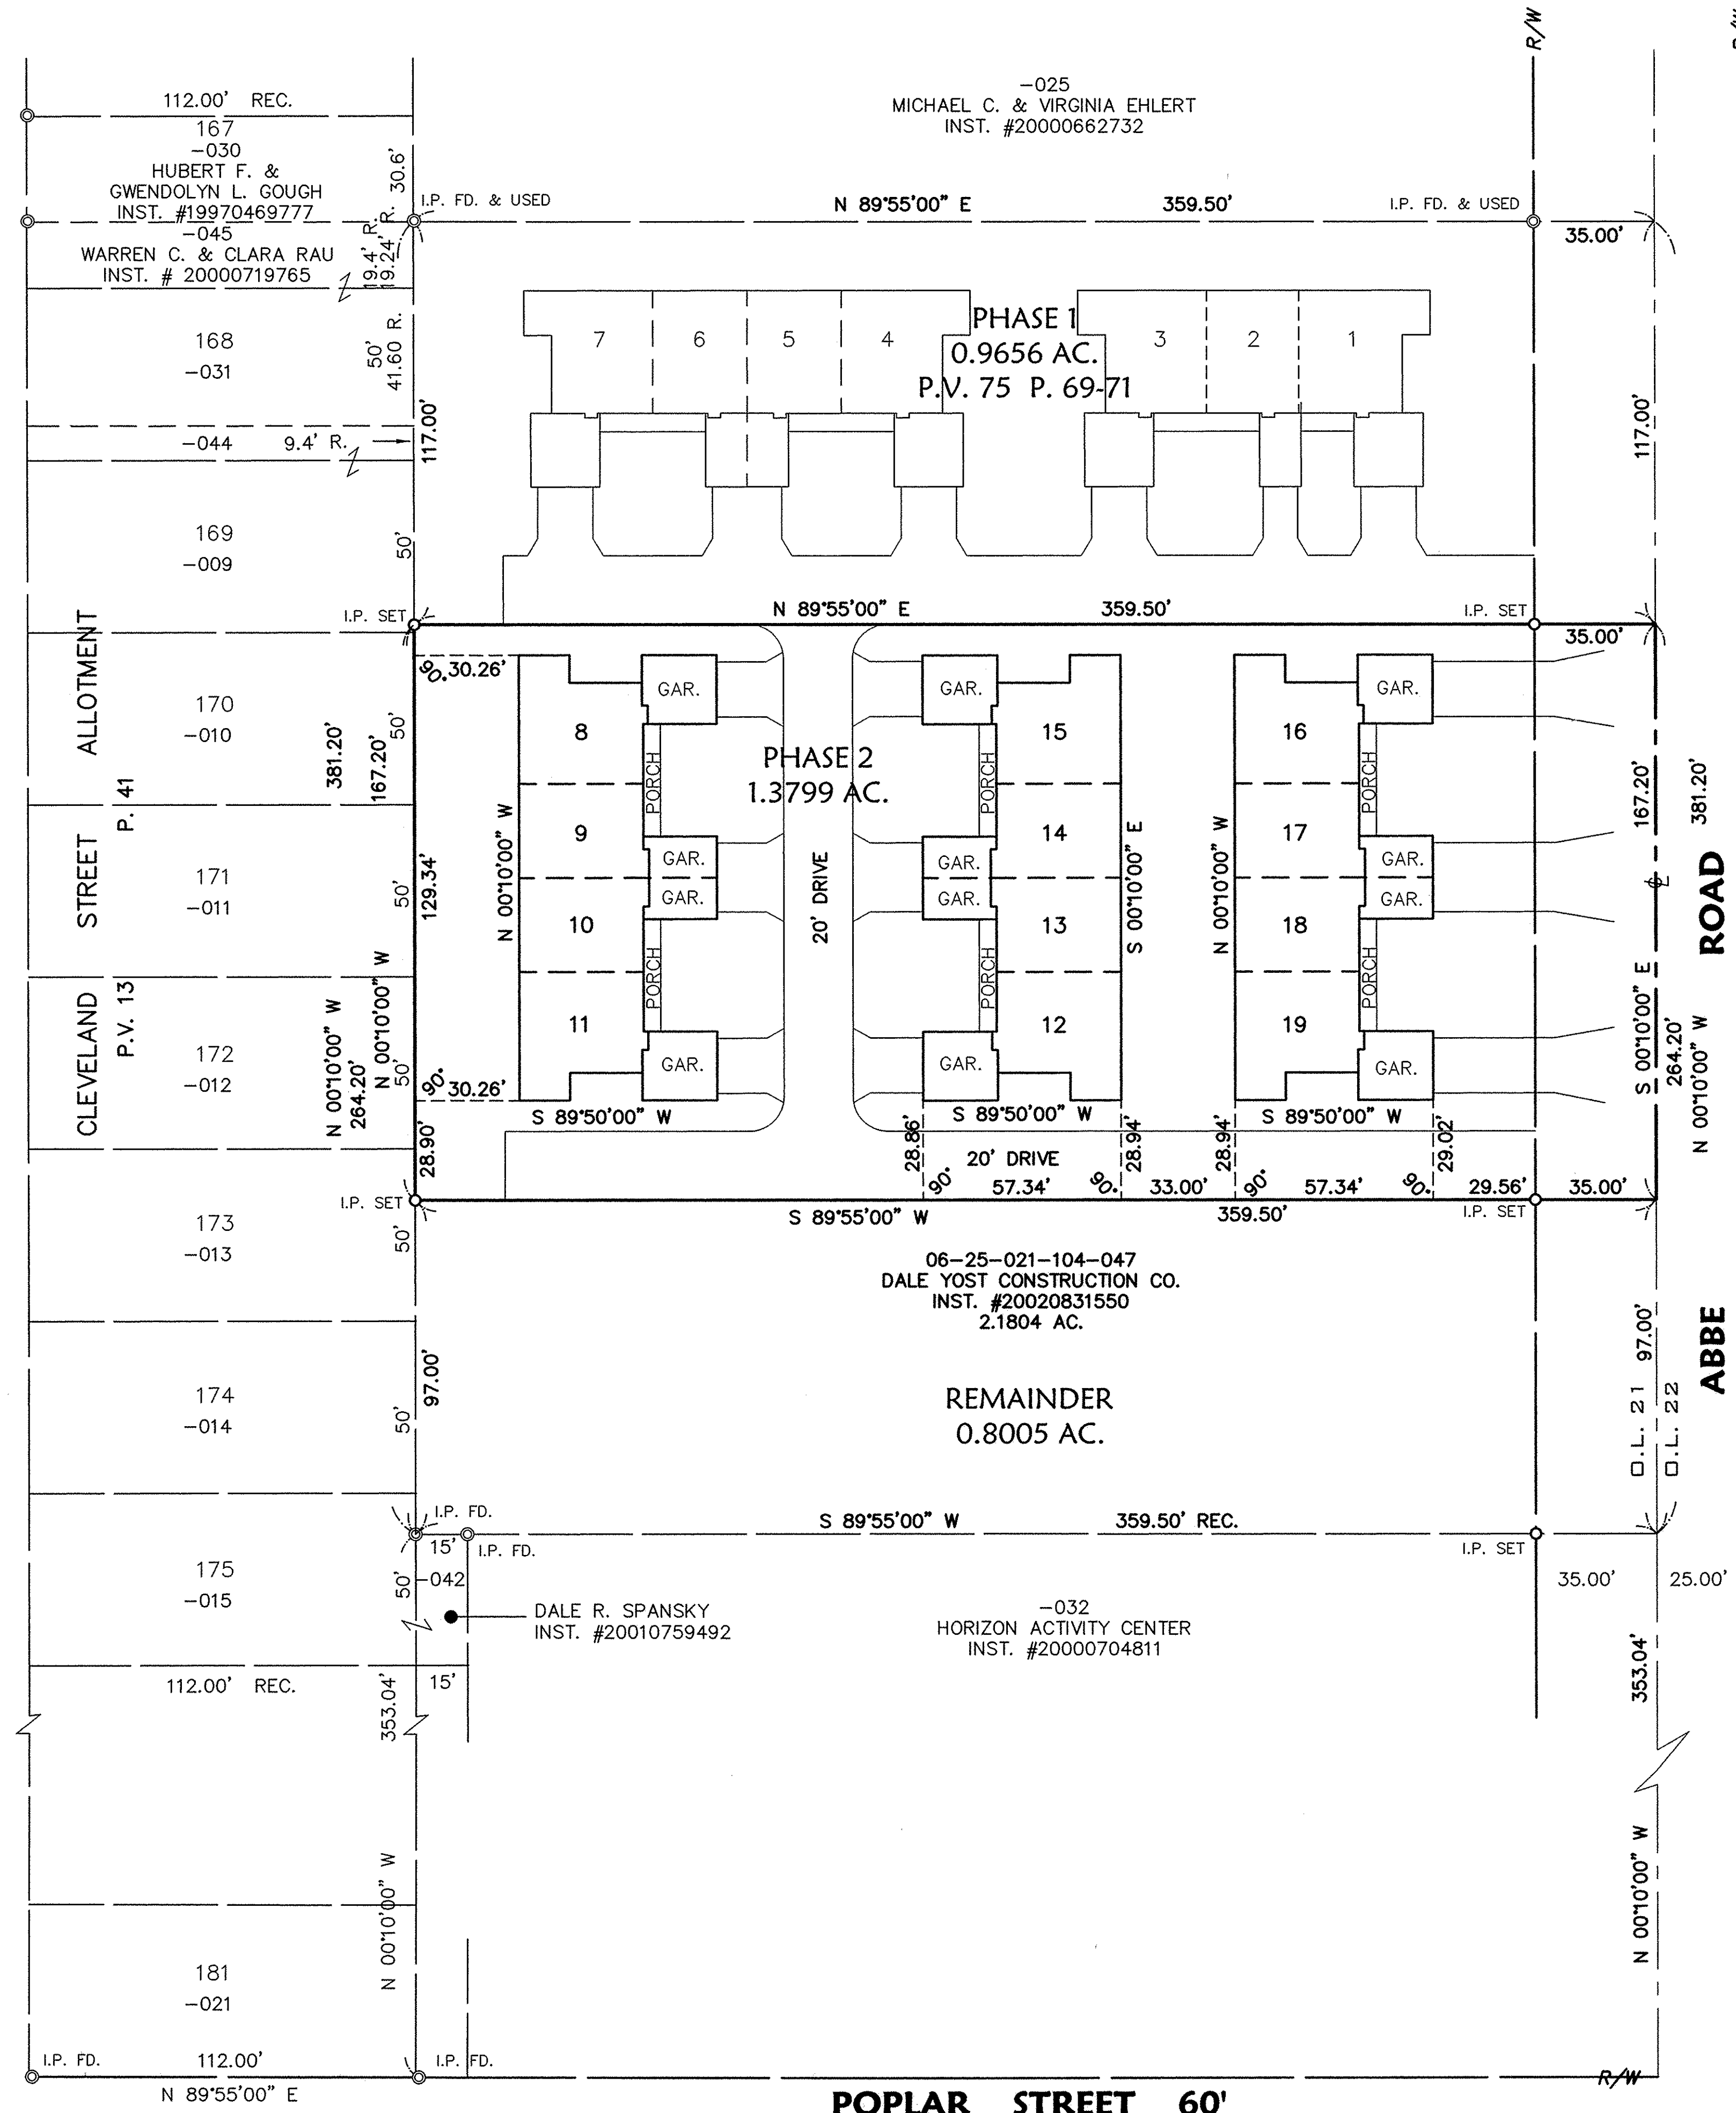 R/W
-025
MICHAEL C. & VIRGINIA EHLERT
INST. #20000662732
112.00' REC.
167
-030
HUBERT F. &
GWENDOLYN L. GOUGH
INST. #19970469777
-045
WARREN C. & CLARA RAU
INST. # 20000719765
30.6'
19.4' R.
19.24' R.
I.P. FD. & USED
N 89°55'00" E
359.50'
I.P. FD. & USED
35.00'
168
-031
50'
41.60 R.
-044
9.4' R.
117.00'
7
6
5
4
PHASE 1
0.9656 AC.
P.V. 75 P. 69-71
3
2
1
117.00'
169
-009
50'
I.P. SET
N 89°55'00" E
359.50'
I.P. SET
35.00'
CLEVELAND STREET ALLOTMENT
P.V. 13 P. 41
170
-010
50'
381.20'
167.20'
171
-011
50'
129.34'
172
-012
50'
N 00°10'00" W
264.20'
N 00°10'00" W
28.90'
90°
30.26'
90°
30.26'
N 00°10'00" W
8
9
10
11
GAR.
PORCH
GAR.
GAR.
PORCH
GAR.
S 89°50'00" W
PHASE 2
1.3799 AC.
20' DRIVE
GAR.
PORCH
GAR.
GAR.
PORCH
GAR.
15
14
13
12
S 00°10'00" E
S 89°50'00" W
N 00°10'00" W
16
17
18
19
GAR.
PORCH
GAR.
GAR.
PORCH
GAR.
S 89°50'00" W
167.20'
381.20'
S 00°10'00" E
264.20'
N 00°10'00" W
ABBE ROAD
28.86'
20' DRIVE
28.94'
28.94'
29.02'
90°
57.34'
90°
33.00'
90°
57.34'
90°
29.56'
35.00'
I.P. SET
S 89°55'00" W
359.50'
I.P. SET
173
-013
50'
06-25-021-104-047
DALE YOST CONSTRUCTION CO.
INST. #20020831550
2.1804 AC.
174
-014
50'
97.00'
REMAINDER
0.8005 AC.
97.00'
O.L. 21
O.L. 22
I.P. FD.
S 89°55'00" W
359.50' REC.
15'
I.P. FD.
I.P. SET
175
-015
50'
-042
DALE R. SPANSKY
INST. #20010759492
-032
HORIZON ACTIVITY CENTER
INST. #20000704811
35.00'
25.00'
112.00' REC.
353.04'
15'
353.04'
N 00°10'00" W
N 00°10'00" W
181
-021
I.P. FD.
112.00'
I.P. FD.
N 89°55'00" E
R/W
POPLAR STREET 60'